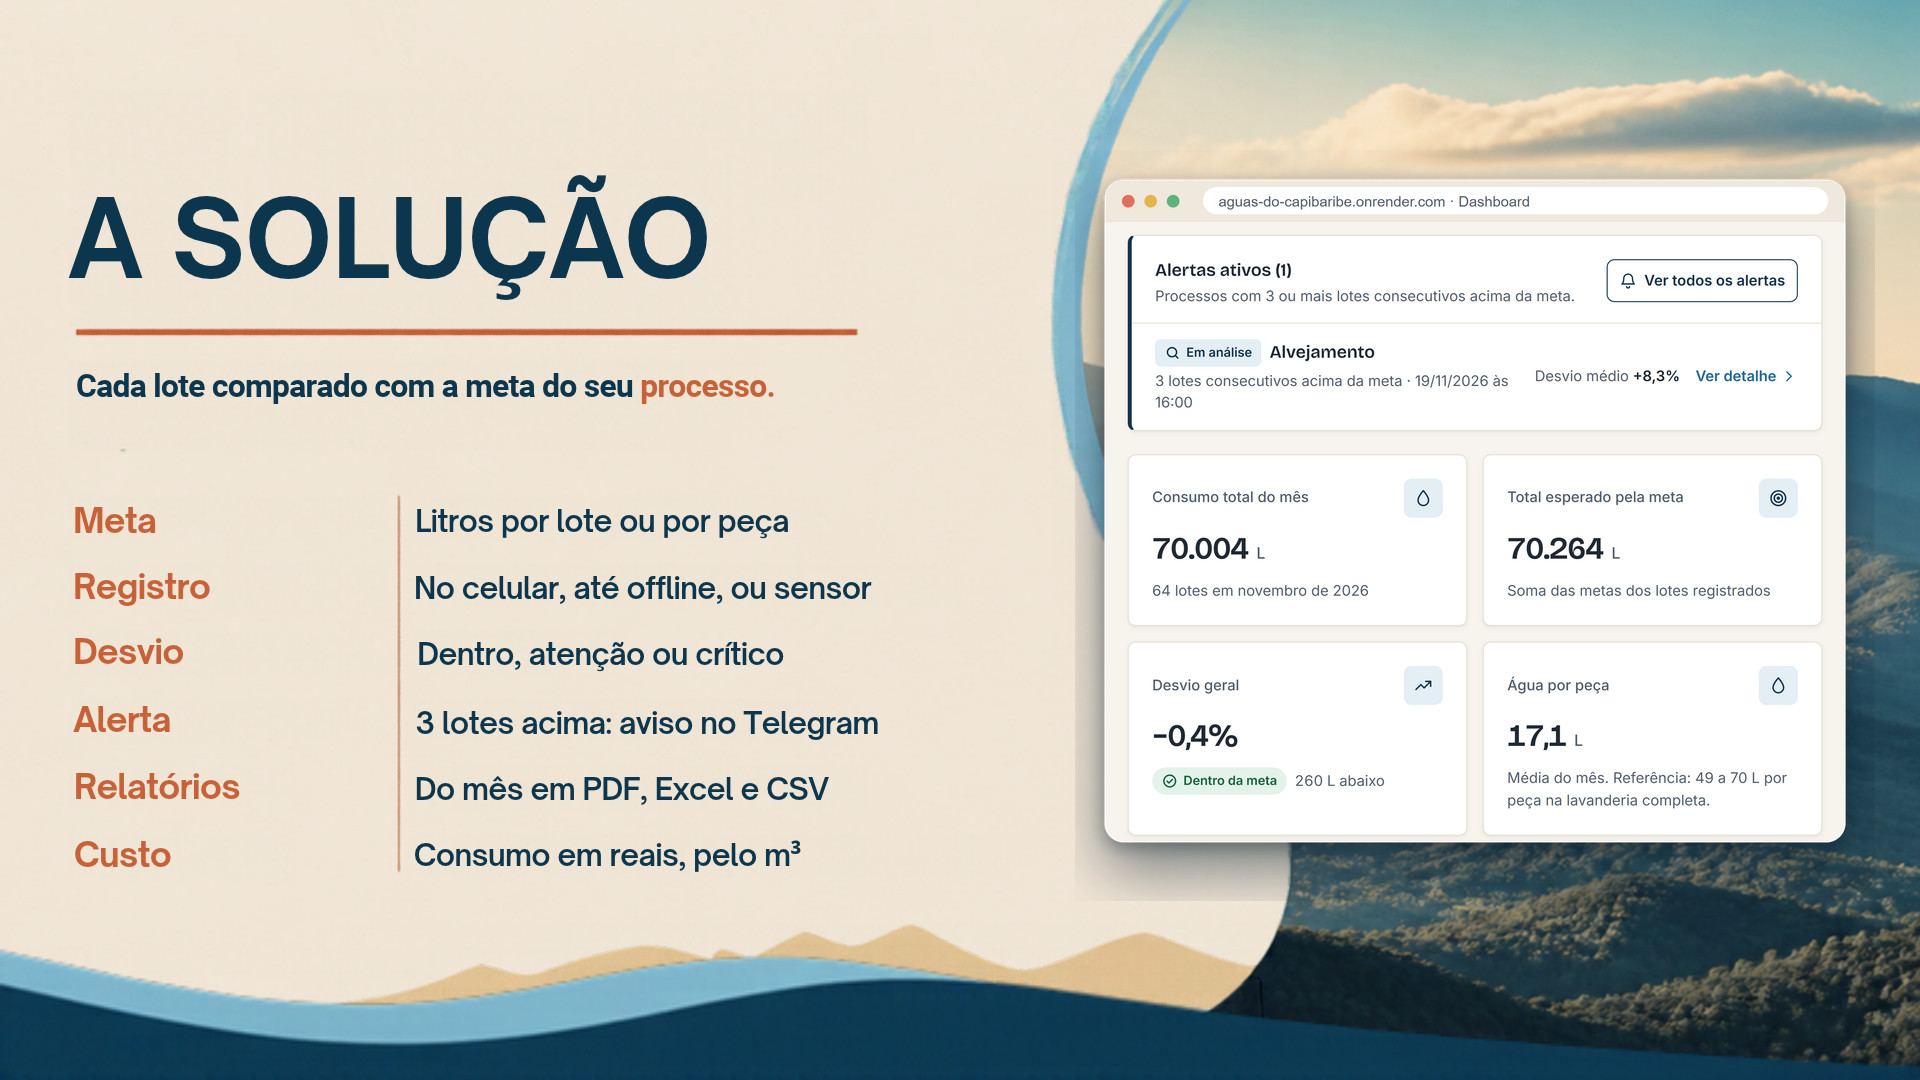 A SOLUÇÃO
Cada lote comparado com a meta do seu processo.
Meta
Litros por lote ou por peça
Registro
No celular, até offline, ou sensor
Desvio
Dentro, atenção ou crítico
Alerta
3 lotes acima: aviso no Telegram
Relatórios
Do mês em PDF, Excel e CSV
Custo
Consumo em reais, pelo m³
aguas-do-capibaribe.onrender.com · Dashboard
Alertas ativos (1)
Processos com 3 ou mais lotes consecutivos acima da meta.
Ver todos os alertas
Em análise Alvejamento
3 lotes consecutivos acima da meta · 19/11/2026 às
16:00
Desvio médio +8,3% Ver detalhe
Consumo total do mês
70.004 L
64 lotes em novembro de 2026
Total esperado pela meta
70.264 L
Soma das metas dos lotes registrados
Desvio geral
−0,4%
Dentro da meta 260 L abaixo
Água por peça
17,1 L
Média do mês. Referência: 49 a 70 L por
peça na lavanderia completa.